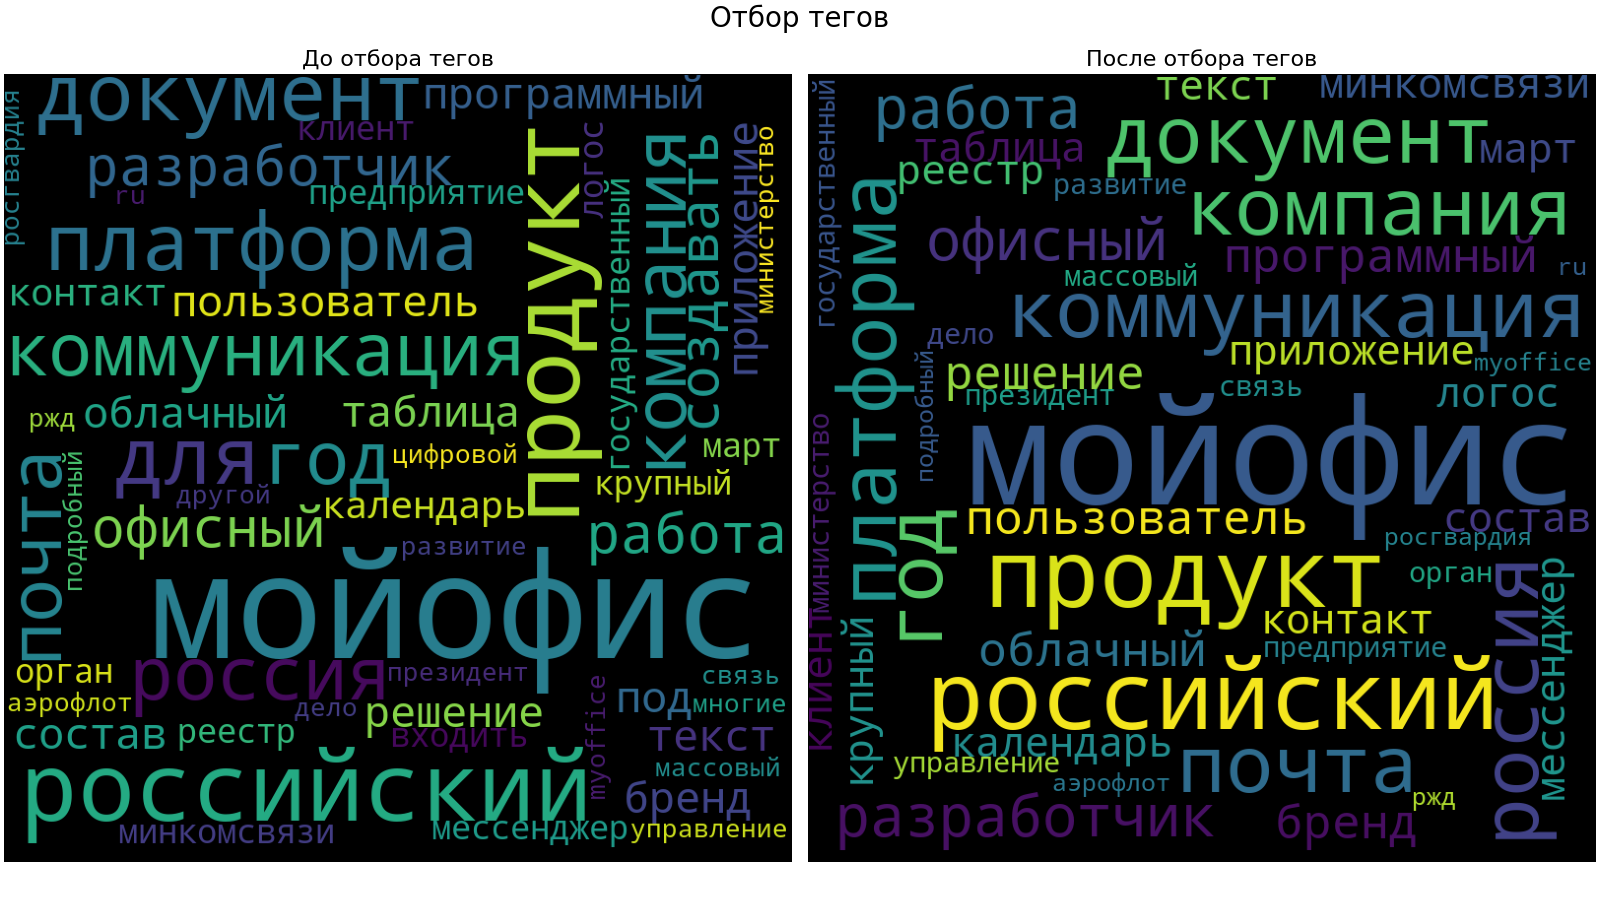 Отбор тегов
До отбора тегов
документ
программный
росгвардия
клиент
разработчик
ru
предприятие
логос
продукт
компания
создавать
приложение
министерство
государственный
платформа
контакт
пользователь
коммуникация
ржд
облачный
таблица
для
год
цифровой
март
почта
подробный
другой
календарь
крупный
офисный
развитие
работа
мойофис
орган
россия
президент
связь
аэрофлот
дело
решение
myoffice
под
многие
состав
реестр
входить
текст
российский
массовый
бренд
минкомсвязи
мессенджер
управление
После отбора тегов
государственный
работа
текст
минкомсвязи
таблица
документ
март
реестр
развитие
компания
платформа
офисный
программный
массовый
ru
коммуникация
дело
приложение
подробный
решение
myoffice
президент
связь
логос
министерство
мойофис
год
пользователь
состав
росгвардия
продукт
орган
россия
мессенджер
клиент
крупный
контакт
облачный
предприятие
российский
календарь
управление
почта
аэрофлот
ржд
разработчик
бренд